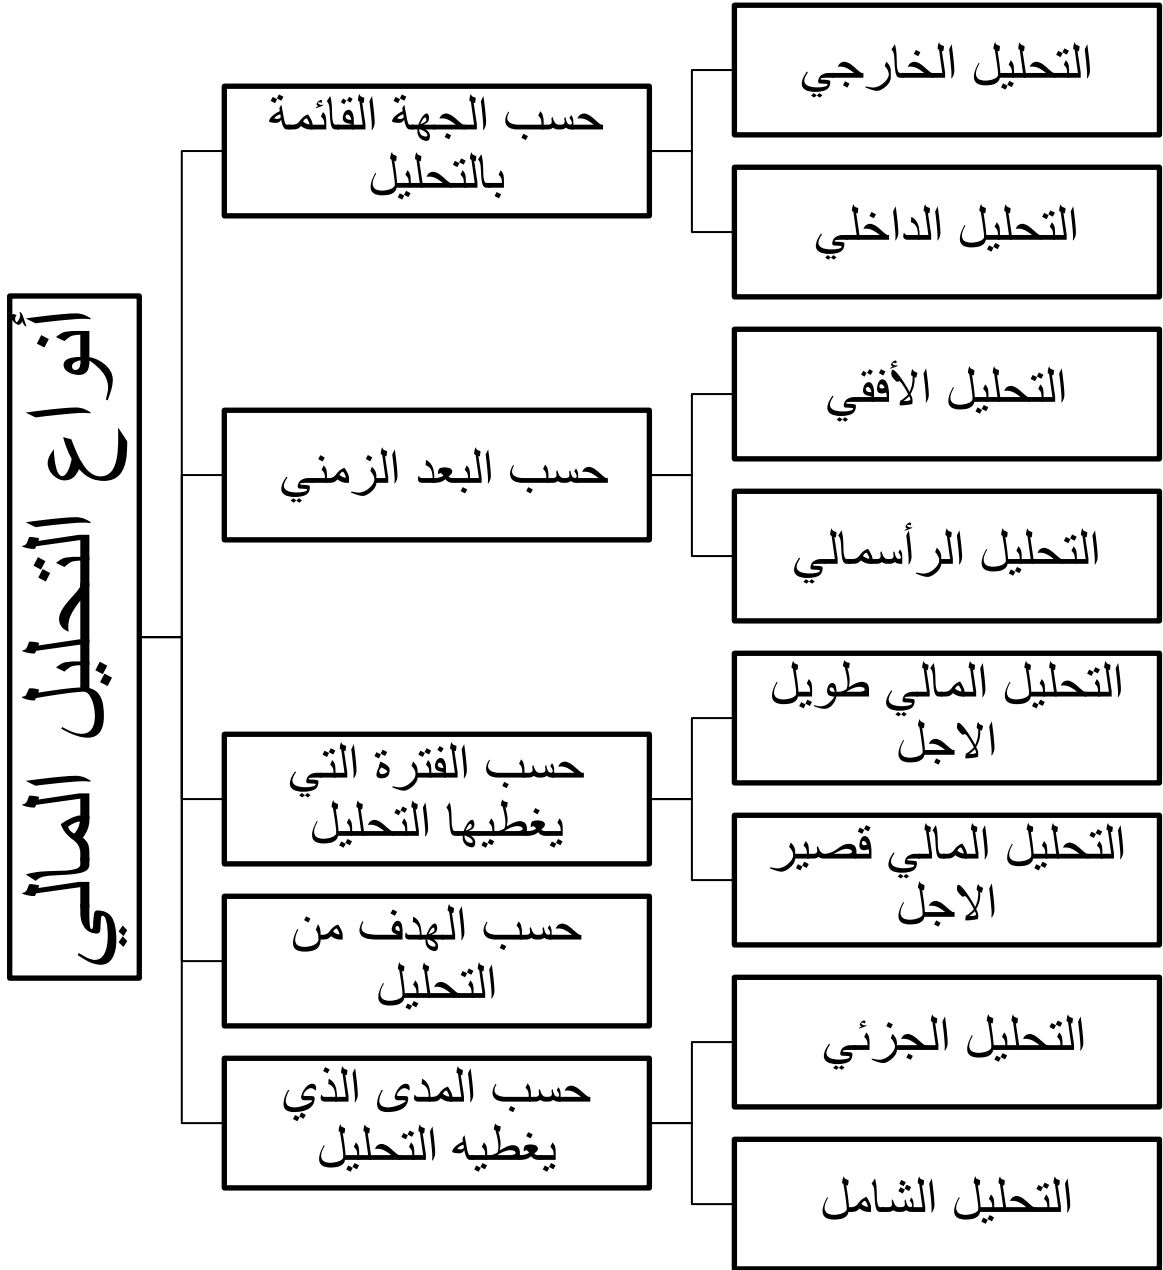 أنواع التحليل المالي
حسب الجهة القائمة
بالتحليل
التحليل الخارجي
التحليل الداخلي
حسب البعد الزمني
التحليل الأفقي
التحليل الرأسمالي
حسب الفترة التي
يغطيها التحليل
التحليل المالي طويل
الاجل
التحليل المالي قصير
الاجل
حسب الهدف من
التحليل
حسب المدى الذي
يغطيه التحليل
التحليل الجزئي
التحليل الشامل